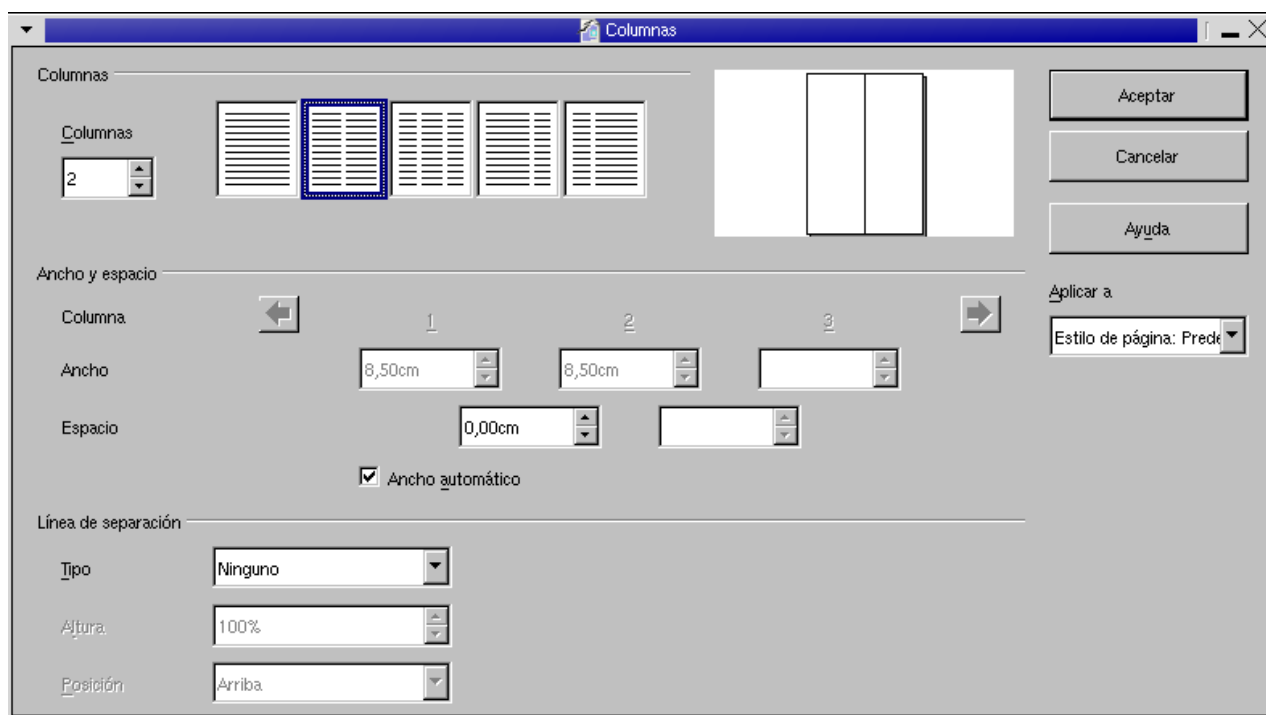 Columnas
Columnas
Aceptar
Columnas
2
Cancelar
Ayuda
Ancho y espacio
Aplicar a
Columna 1 2 3
Estilo de página: Prede
Ancho 8,50cm 8,50cm
Espacio 0,00cm
Ancho automático
Línea de separación
Tipo Ninguno
Altura 100%
Posición Arriba